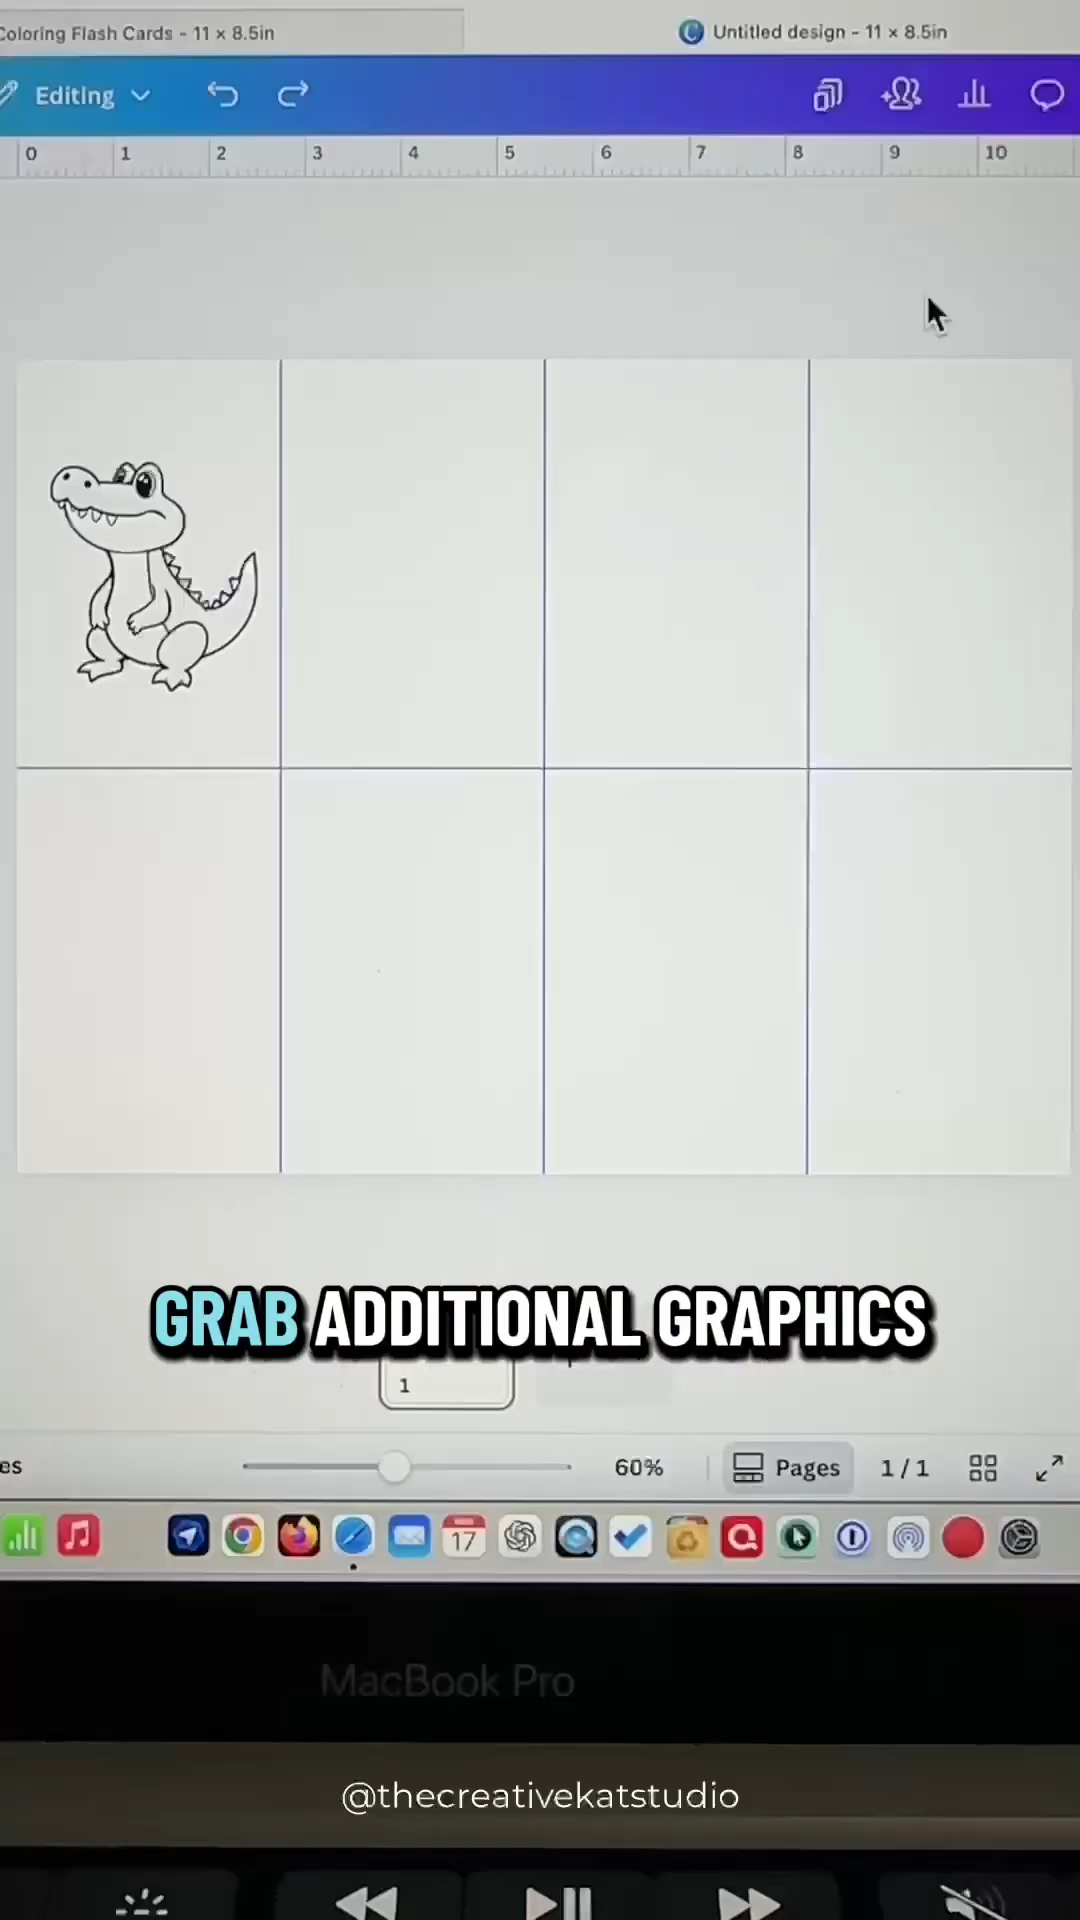 Coloring Flash Cards - 11 × 8.5in
Untitled design - 11 × 8.5in
Editing
0 1 2 3 4 5 6 7 8 9 10
GRAB ADDITIONAL GRAPHICS
1
es
60%
Pages
1 / 1
17
MacBook Pro
@thecreativekatstudio